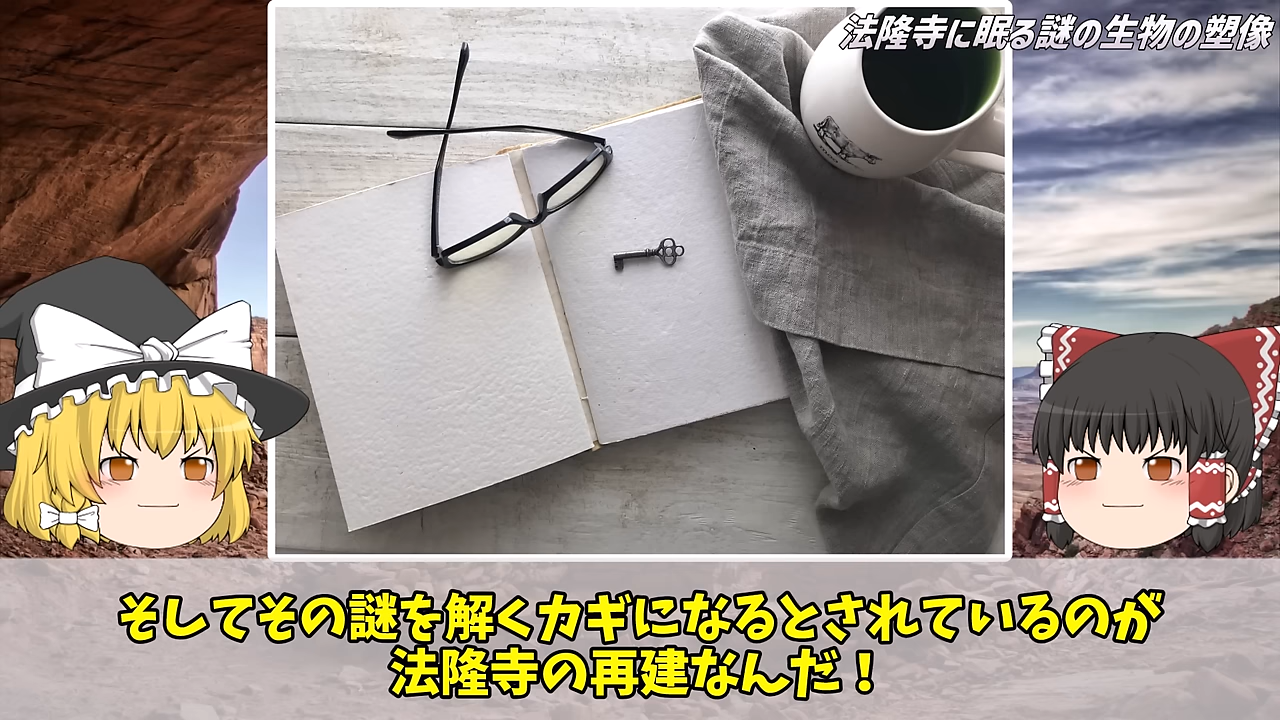 法隆寺に眠る謎の生物の塑像
そしてその謎を解くカギになるとされているのが
法隆寺の再建なんだ！